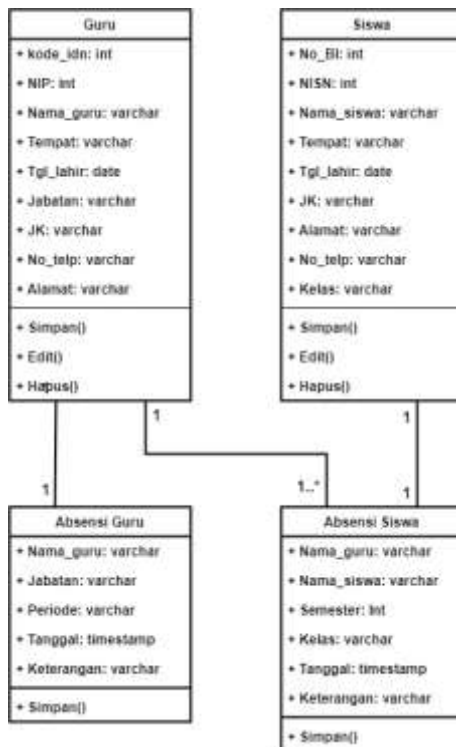 Guru
+ kode_idn: int
+ NIP: int
+ Nama_guru: varchar
+ Tempat: varchar
+ Tgl_lahir: date
+ Jabatan: varchar
+ JK: varchar
+ No_telp: varchar
+ Alamat: varchar
+ Simpan()
+ Edit()
+ Hapus()
Siswa
+ No_BI: int
+ NISN: int
+ Nama_siswa: varchar
+ Tempat: varchar
+ Tgl_lahir: date
+ JK: varchar
+ Alamat: varchar
+ No_telp: varchar
+ Kelas: varchar
+ Simpan()
+ Edit()
+ Hapus()
1
1
1
1..*
1
1
Absensi Guru
+ Nama_guru: varchar
+ Jabatan: varchar
+ Periode: varchar
+ Tanggal: timestamp
+ Keterangan: varchar
+ Simpan()
Absensi Siswa
+ Nama_guru: varchar
+ Nama_siswa: varchar
+ Semester: Int
+ Kelas: varchar
+ Tanggal: timestamp
+ Keterangan: varchar
+ Simpan()